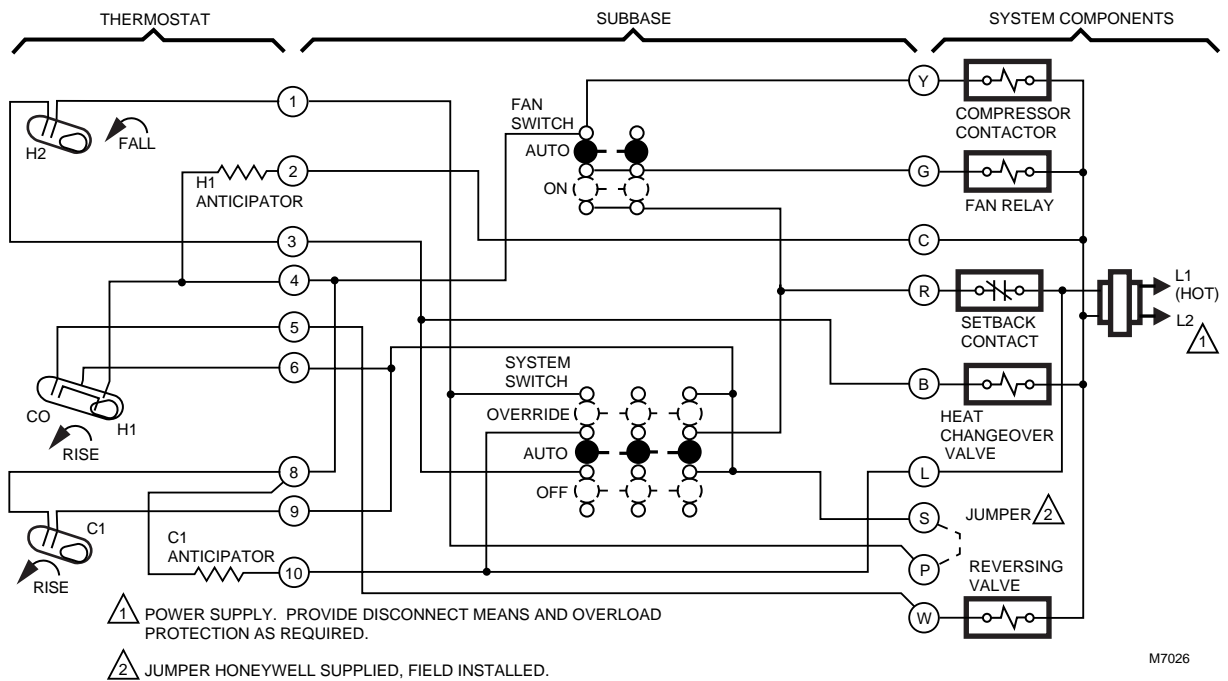 THERMOSTAT
SUBBASE
SYSTEM COMPONENTS
H2
FALL
1
H1
ANTICIPATOR
2
3
4
5
6
CO
H1
RISE
8
9
C1
RISE
C1
ANTICIPATOR
10
FAN
SWITCH
AUTO
ON
SYSTEM
SWITCH
OVERRIDE
AUTO
OFF
Y
COMPRESSOR
CONTACTOR
G
FAN RELAY
C
R
SETBACK
CONTACT
L1
(HOT)
L2
1
B
HEAT
CHANGEOVER
VALVE
L
S
JUMPER 2
P
REVERSING
VALVE
W
1 POWER SUPPLY. PROVIDE DISCONNECT MEANS AND OVERLOAD
PROTECTION AS REQUIRED.
2 JUMPER HONEYWELL SUPPLIED, FIELD INSTALLED.
M7026